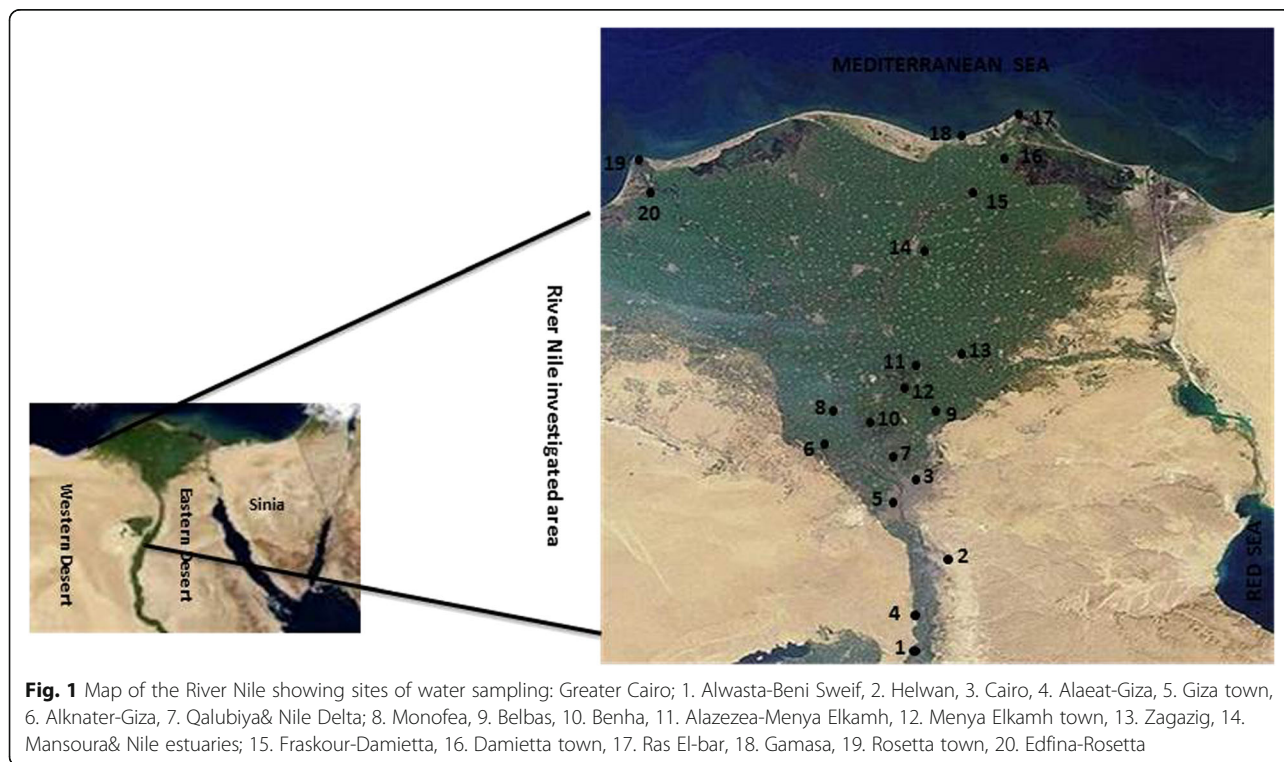 MEDITERRANEAN SEA
17
18
16
19
20
15
14
13
11
12
8
9
10
6
7
3
5
2
4
1
RED SEA
River Nile investigated area
Western Desert
Eastern Desert
Sinia
Fig. 1 Map of the River Nile showing sites of water sampling: Greater Cairo; 1. Alwasta-Beni Sweif, 2. Helwan, 3. Cairo, 4. Alaeat-Giza, 5. Giza town,
6. Alknater-Giza, 7. Qalubiya& Nile Delta; 8. Monofea, 9. Belbas, 10. Benha, 11. Alazezea-Menya Elkamh, 12. Menya Elkamh town, 13. Zagazig, 14.
Mansoura& Nile estuaries; 15. Fraskour-Damietta, 16. Damietta town, 17. Ras El-bar, 18. Gamasa, 19. Rosetta town, 20. Edfina-Rosetta